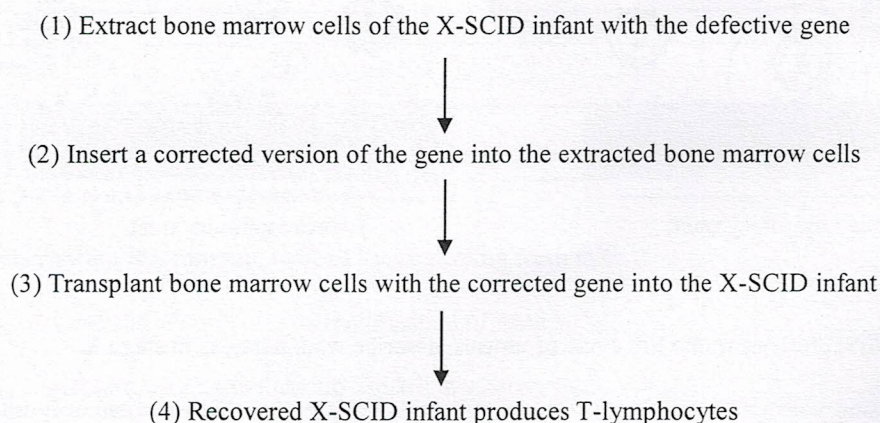 (1) Extract bone marrow cells of the X-SCID infant with the defective gene
(2) Insert a corrected version of the gene into the extracted bone marrow cells
(3) Transplant bone marrow cells with the corrected gene into the X-SCID infant
(4) Recovered X-SCID infant produces T-lymphocytes